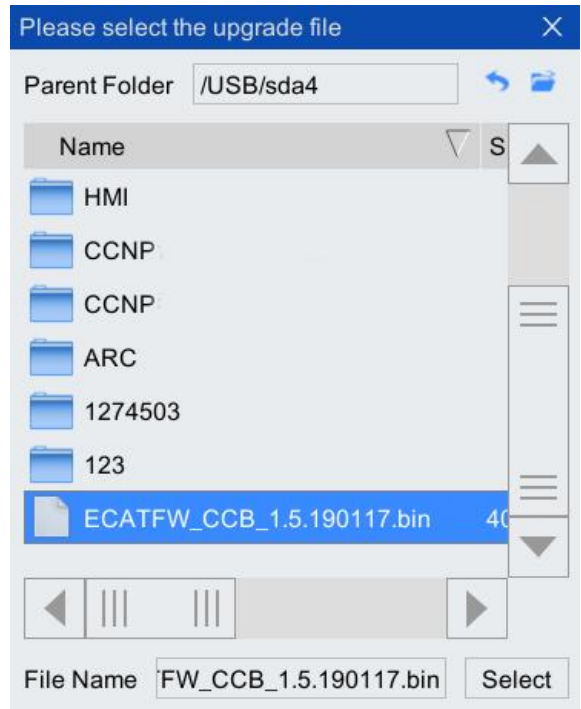 Please select the upgrade file
Parent Folder /USB/sda4
Name S
HMI
CCNP
CCNP
ARC
1274503
123
ECATFW_CCB_1.5.190117.bin 40
File Name FW_CCB_1.5.190117.bin Select